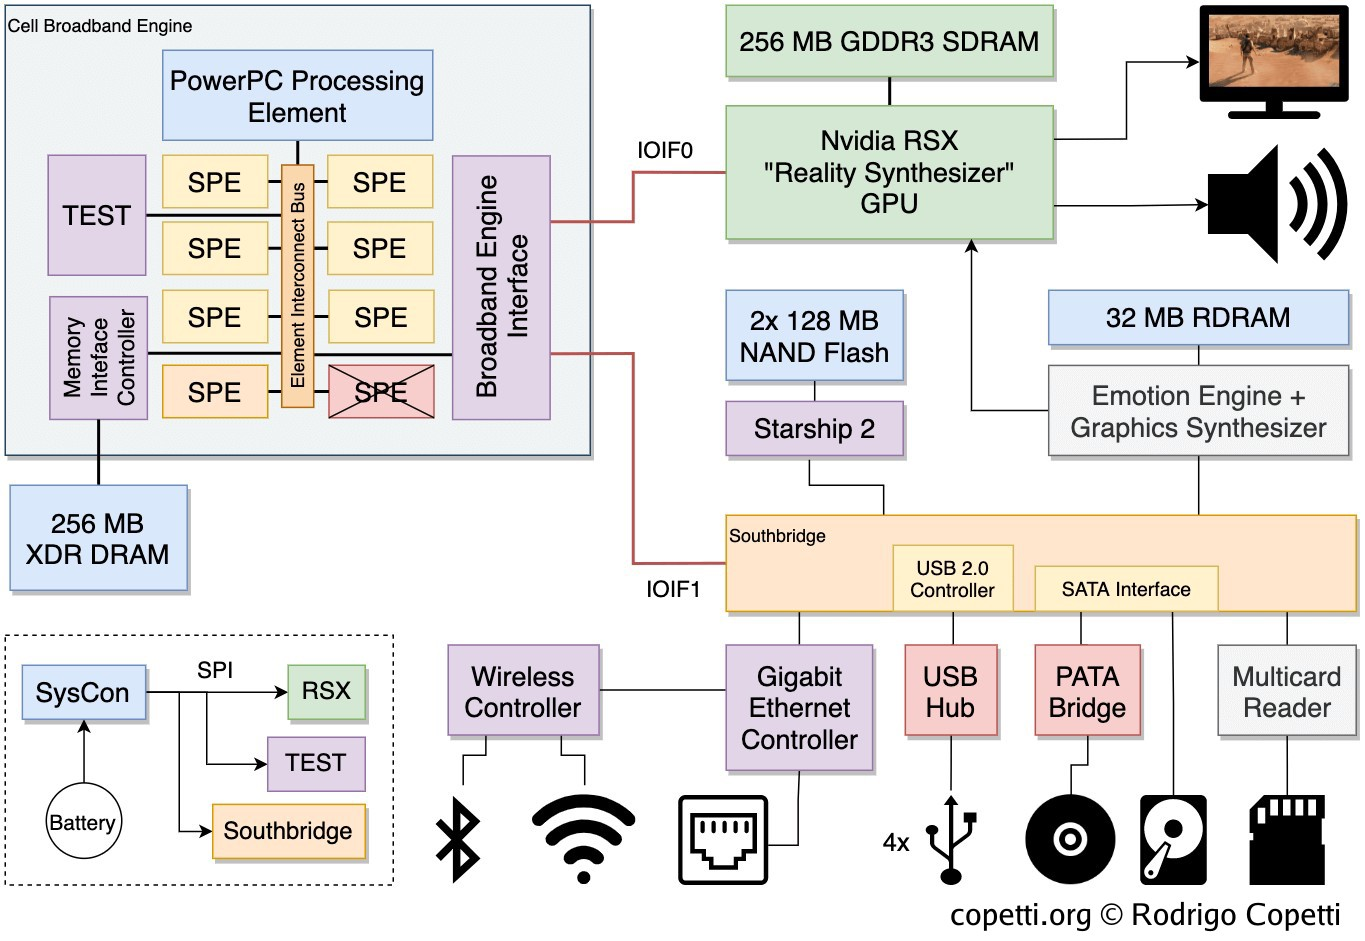 Cell Broadband Engine
PowerPC Processing
Element
TEST
SPE
SPE
SPE
SPE
SPE
SPE
SPE
SPE
Element Interconnect Bus
Memory
Inteface
Controller
Broadband Engine
Interface
256 MB
XDR DRAM
IOIF0
IOIF1
256 MB GDDR3 SDRAM
Nvidia RSX
"Reality Synthesizer"
GPU
2x 128 MB
NAND Flash
Starship 2
32 MB RDRAM
Emotion Engine +
Graphics Synthesizer
Southbridge
USB 2.0
Controller
SATA Interface
Wireless
Controller
Gigabit
Ethernet
Controller
USB
Hub
PATA
Bridge
Multicard
Reader
4x
SysCon
SPI
RSX
TEST
Southbridge
Battery
copetti.org © Rodrigo Copetti